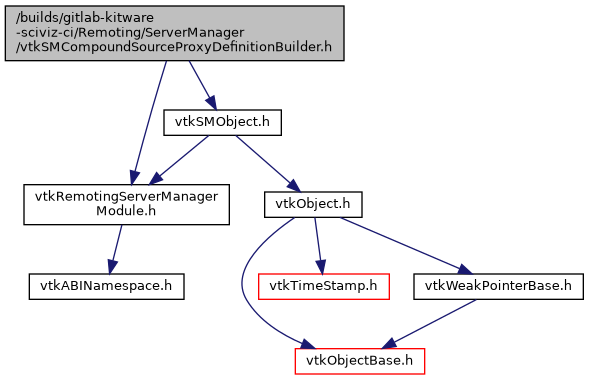 /builds/gitlab-kitware
-sciviz-ci/Remoting/ServerManager
/vtkSMCompoundSourceProxyDefinitionBuilder.h
vtkSMObject.h
vtkRemotingServerManager
Module.h
vtkObject.h
vtkABINamespace.h
vtkTimeStamp.h
vtkWeakPointerBase.h
vtkObjectBase.h